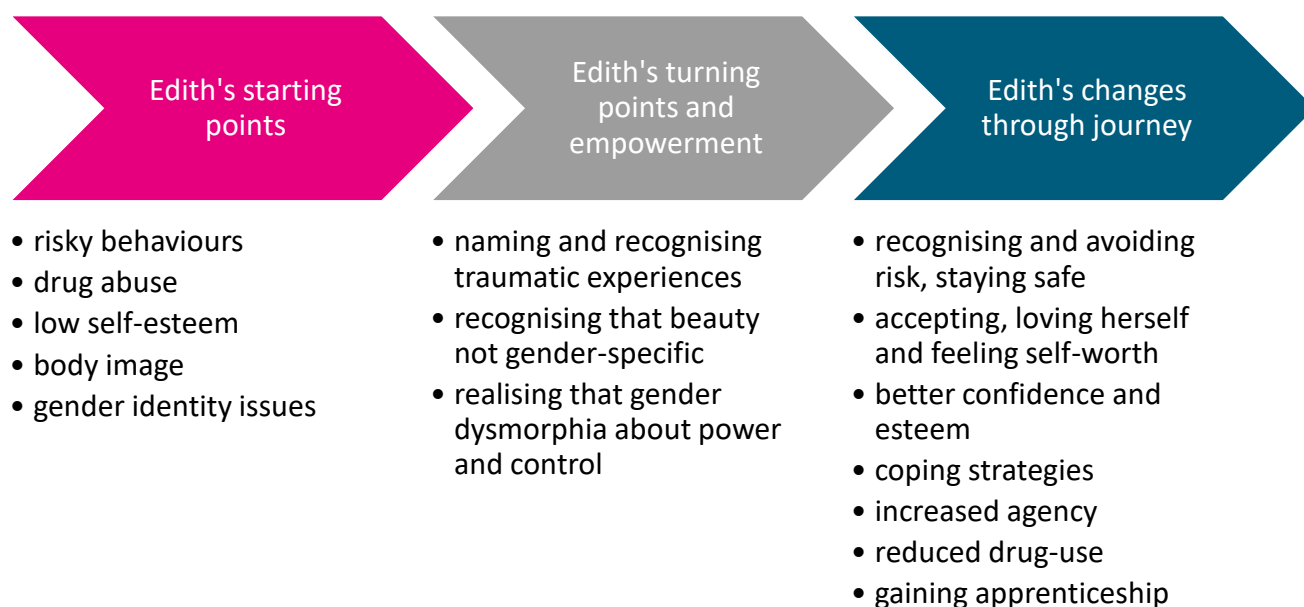 Edith's starting
points
• risky behaviours
• drug abuse
• low self-esteem
• body image
• gender identity issues
Edith's turning
points and
empowerment
• naming and recognising
traumatic experiences
• recognising that beauty
not gender-specific
• realising that gender
dysmorphia about power
and control
Edith's changes
through journey
• recognising and avoiding
risk, staying safe
• accepting, loving herself
and feeling self-worth
• better confidence and
esteem
• coping strategies
• increased agency
• reduced drug-use
• gaining apprenticeship